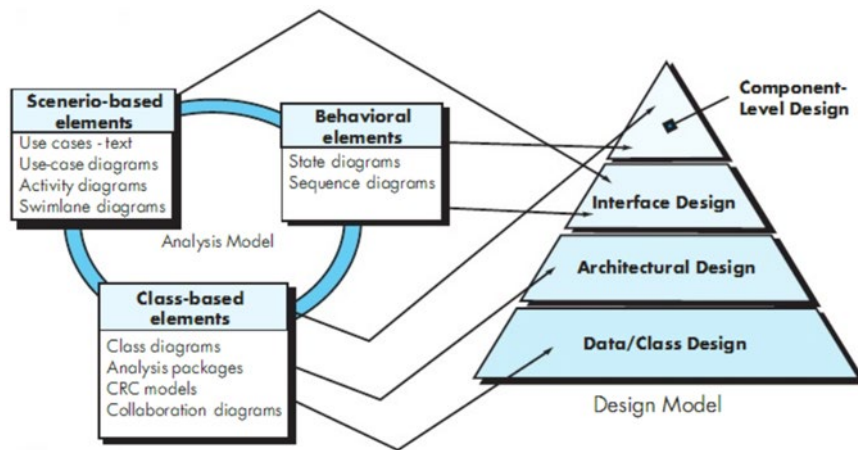 Scenerio-based
elements
Use cases - text
Use-case diagrams
Activity diagrams
Swimlane diagrams
Behavioral
elements
State diagrams
Sequence diagrams
Analysis Model
Class-based
elements
Class diagrams
Analysis packages
CRC models
Collaboration diagrams
Component-
Level Design
Interface Design
Architectural Design
Data/Class Design
Design Model